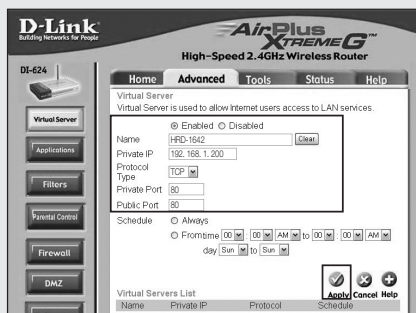 D-Link
Building Networks for People
AirPlus
XTREME G™
High-Speed 2.4GHz Wireless Router
DI-624
Home Advanced Tools Status Help
Virtual Server
Applications
Filters
Parental Control
Firewall
DMZ
Virtual Server
Virtual Server is used to allow Internet users access to LAN services.
Enabled Disabled
Name HRD-1642 Clear
Private IP 192. 168. 1. 200
Protocol Type TCP
Private Port 80
Public Port 80
Schedule Always
From time 00 : 00 AM to 00 : 00 AM
day Sun to Sun
Apply Cancel Help
Virtual Servers List
Name Private IP Protocol Schedule